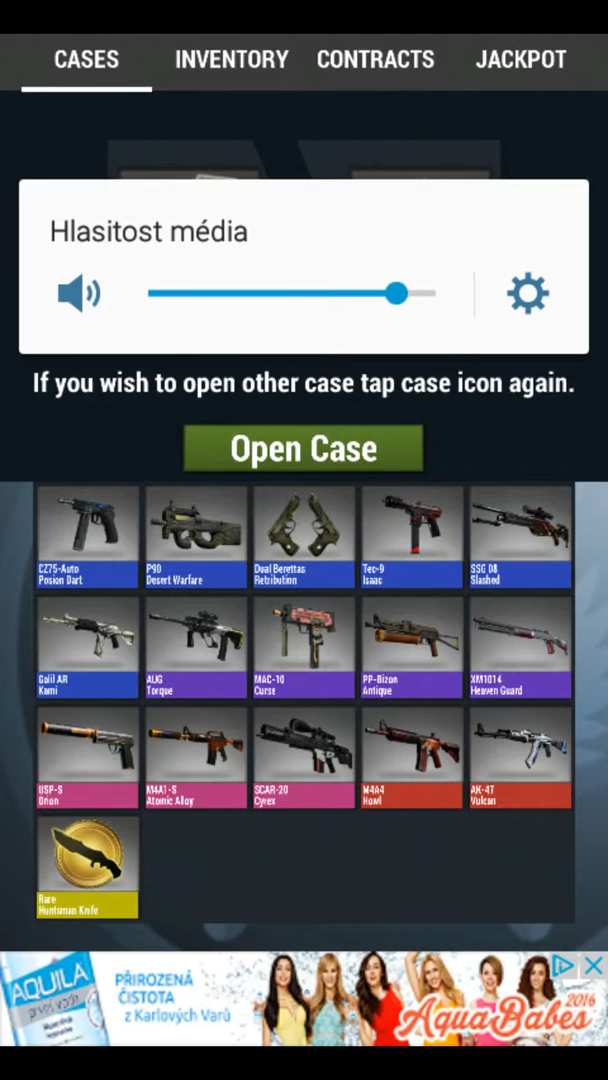 CASES INVENTORY CONTRACTS JACKPOT
Hlasitost média
If you wish to open other case tap case icon again.
Open Case
CZ75-Auto
Posion Dart
P90
Desert Warfare
Dual Berettas
Retribution
Tec-9
Isaac
SSG 08
Slashed
Galil AR
Kami
AUG
Torque
MAC-10
Curse
PP-Bizon
Antique
XM1014
Heaven Guard
USP-S
Orion
M4A1-S
Atomic Alloy
SCAR-20
Cyrex
M4A4
Howl
AK-47
Vulcan
Rare
Huntsman Knife
AQUILA
první voda
PŘIROZENÁ
ČISTOTA
z Karlových Varů
AquaBabes
2016